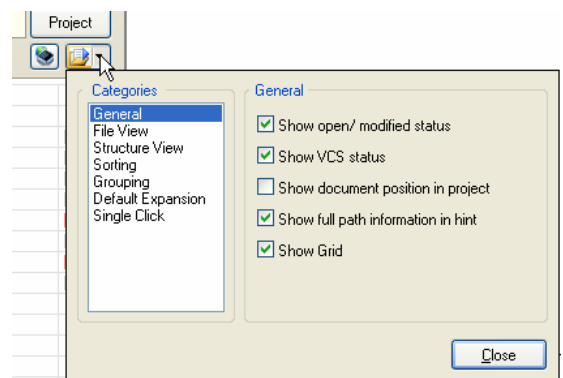 Project
Categories
General
File View
Structure View
Sorting
Grouping
Default Expansion
Single Click
General
Show open/ modified status
Show VCS status
Show document position in project
Show full path information in hint
Show Grid
Close